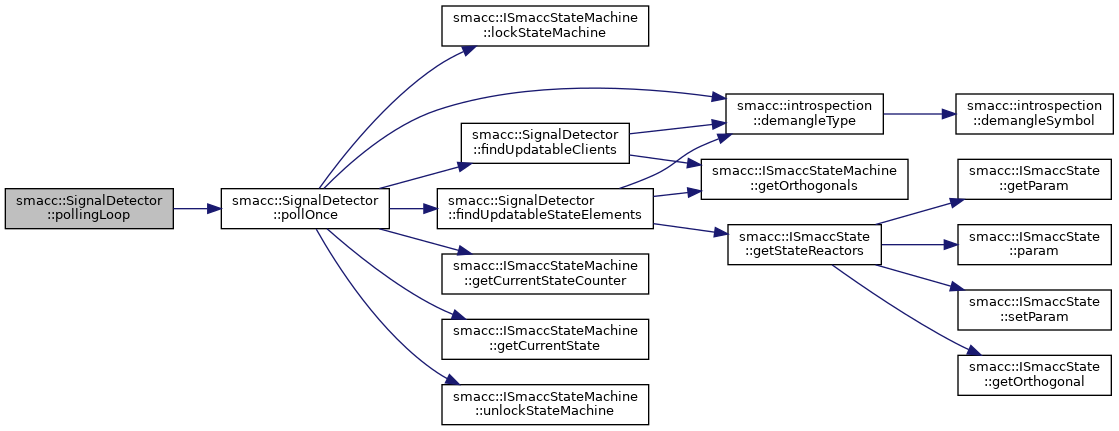 smacc::SignalDetector
::pollingLoop
smacc::SignalDetector
::pollOnce
smacc::ISmaccStateMachine
::lockStateMachine
smacc::SignalDetector
::findUpdatableClients
smacc::SignalDetector
::findUpdatableStateElements
smacc::ISmaccStateMachine
::getCurrentStateCounter
smacc::ISmaccStateMachine
::getCurrentState
smacc::ISmaccStateMachine
::unlockStateMachine
smacc::introspection
::demangleType
smacc::ISmaccStateMachine
::getOrthogonals
smacc::ISmaccState
::getStateReactors
smacc::introspection
::demangleSymbol
smacc::ISmaccState
::getParam
smacc::ISmaccState
::param
smacc::ISmaccState
::setParam
smacc::ISmaccState
::getOrthogonal